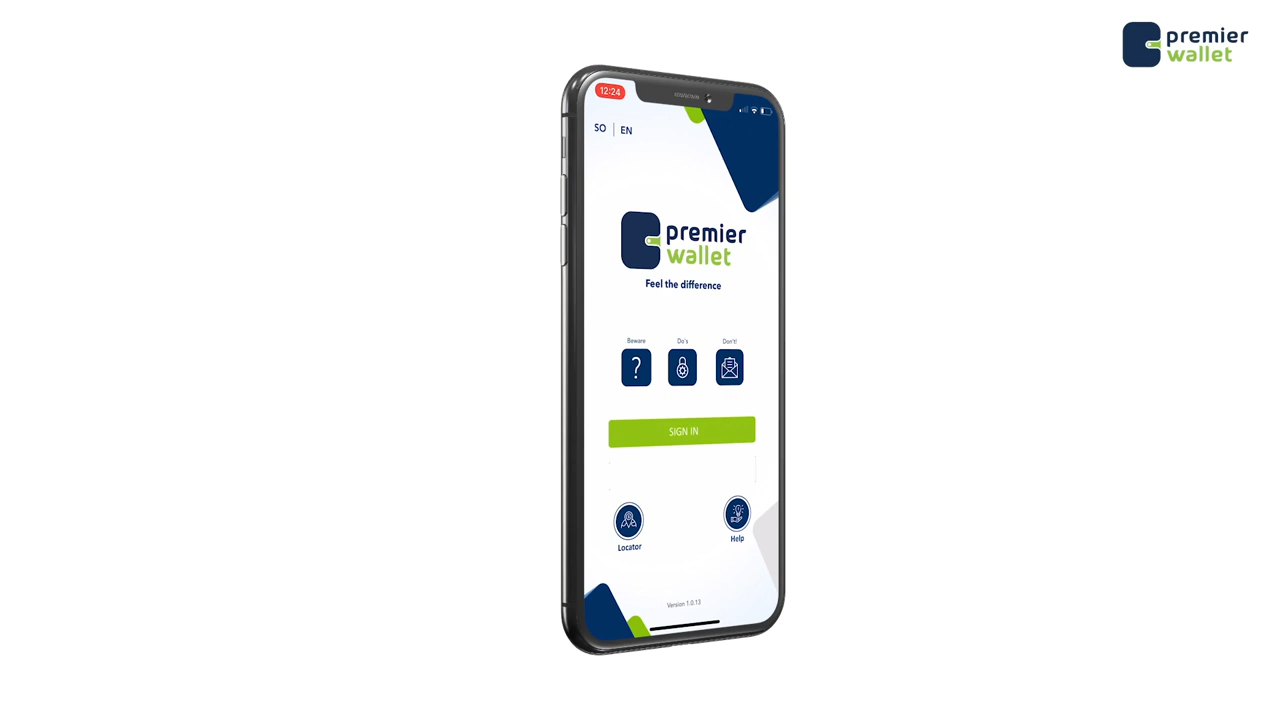 premier
wallet
12:24
SO | EN
premier
wallet
Feel the difference
Beware
Do's
Don't!
?
SIGN IN
Locator
Help
Version 1.0.13